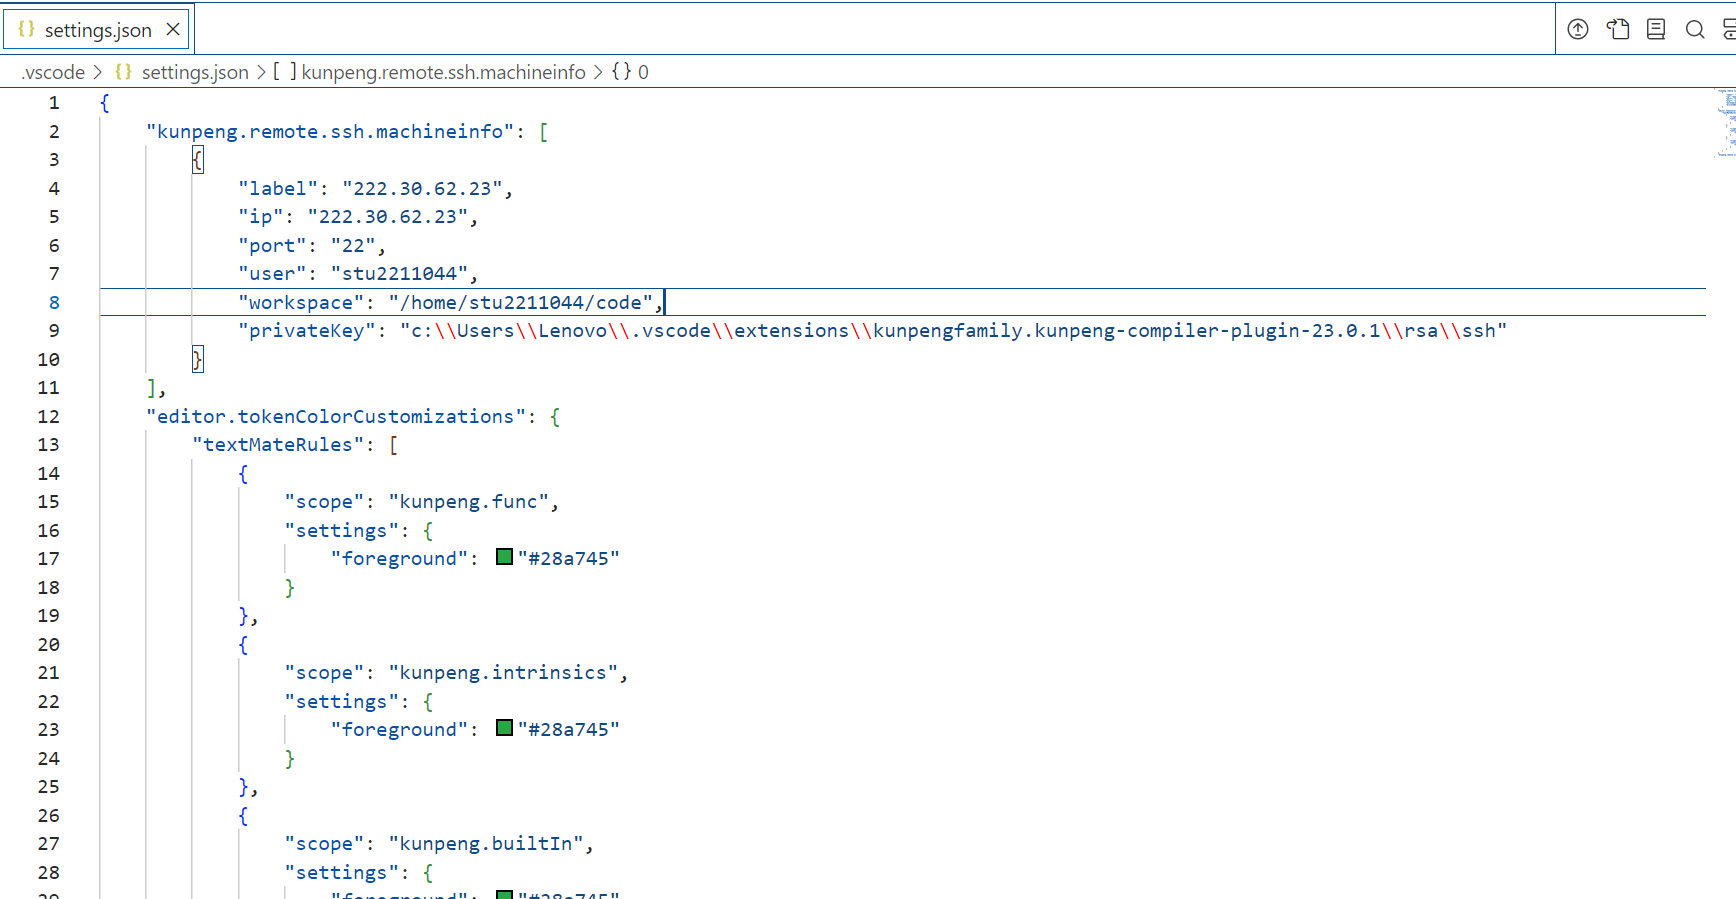 {} settings.json ×
.vscode > {} settings.json > [ ] kunpeng.remote.ssh.machineinfo > {} 0
1 {
2 "kunpeng.remote.ssh.machineinfo": [
3 {
4 "label": "222.30.62.23",
5 "ip": "222.30.62.23",
6 "port": "22",
7 "user": "stu2211044",
8 "workspace": "/home/stu2211044/code",
9 "privateKey": "c:\\Users\\Lenovo\\.vscode\\extensions\\kunpengfamily.kunpeng-compiler-plugin-23.0.1\\rsa\\ssh"
10 }
11 ],
12 "editor.tokenColorCustomizations": {
13 "textMateRules": [
14 {
15 "scope": "kunpeng.func",
16 "settings": {
17 "foreground": "#28a745"
18 }
19 },
20 {
21 "scope": "kunpeng.intrinsics",
22 "settings": {
23 "foreground": "#28a745"
24 }
25 },
26 {
27 "scope": "kunpeng.builtIn",
28 "settings": {
29 "foreground": "#28a745"